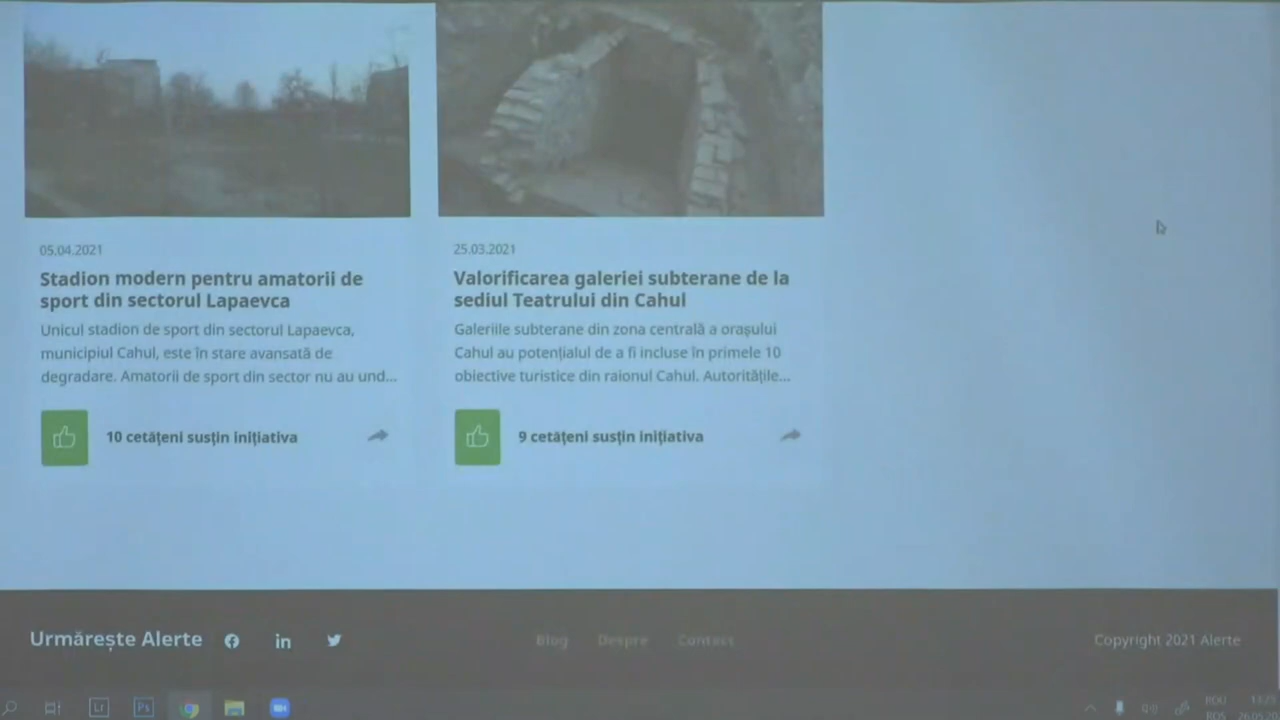 05.04.2021
Stadion modern pentru amatorii de
sport din sectorul Lapaevca
Unicul stadion de sport din sectorul Lapaevca,
municipiul Cahul, este în stare avansată de
degradare. Amatorii de sport din sector nu au und...
10 cetățeni susțin inițiativa
25.03.2021
Valorificarea galeriei subterane de la
sediul Teatrului din Cahul
Galeriile subterane din zona centrală a orașului
Cahul au potențialul de a fi incluse în primele 10
obiective turistice din raionul Cahul. Autoritățile...
9 cetățeni susțin inițiativa
Urmărește Alerte
Blog Despre Contact
Copyright 2021 Alerte
Lr Ps
ROU